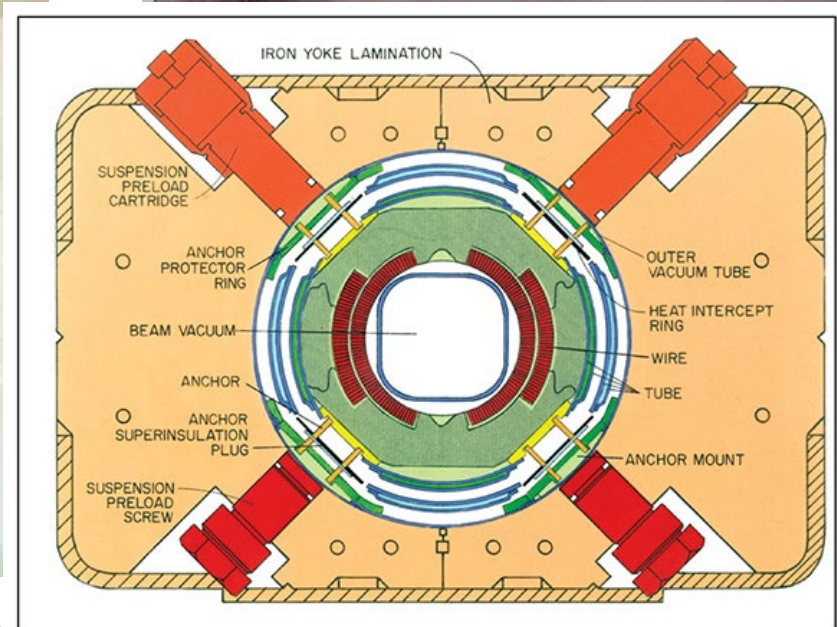 IRON YOKE LAMINATION
SUSPENSION
PRELOAD
CARTRIDGE
ANCHOR
PROTECTOR
RING
BEAM VACUUM
ANCHOR
ANCHOR
SUPERINSULATION
PLUG
SUSPENSION
PRELOAD
SCREW
OUTER
VACUUM TUBE
HEAT INTERCEPT
RING
WIRE
TUBE
ANCHOR MOUNT